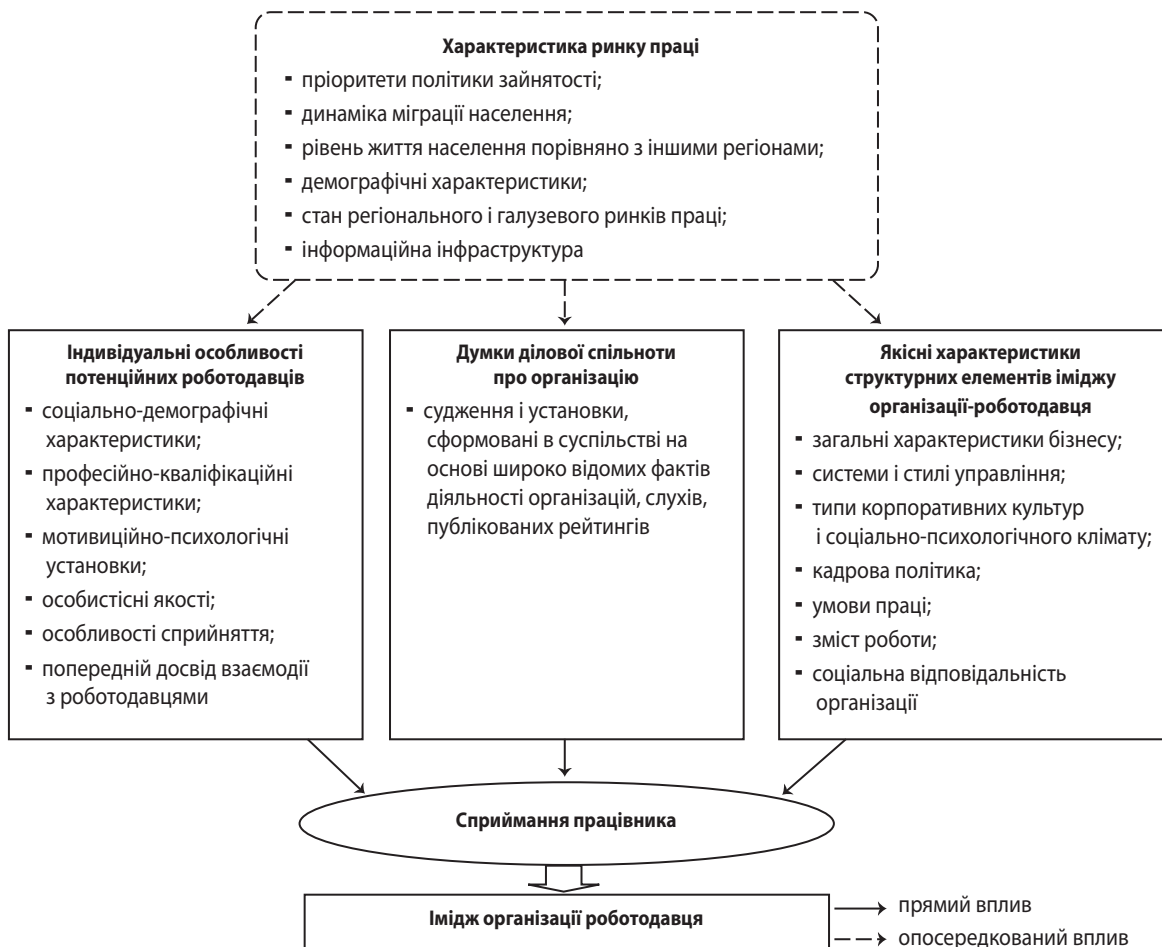 Характеристика ринку праці
▪ пріоритети політики зайнятості;
▪ динаміка міграції населення;
▪ рівень життя населення порівняно з іншими регіонами;
▪ демографічні характеристики;
▪ стан регіонального і галузевого ринків праці;
▪ інформаційна інфраструктура
Індивідуальні особливості
потенційних роботодавців
▪ соціально-демографічні
характеристики;
▪ професійно-кваліфікаційні
характеристики;
▪ мотивиційно-психологічні
установки;
▪ особистісні якості;
▪ особливості сприйняття;
▪ попередній досвід взаємодії
з роботодавцями
Думки ділової спільноти
про організацію
▪ судження і установки,
сформовані в суспільстві на
основі широко відомих фактів
діяльності організацій, слухів,
публікованих рейтингів
Якісні характеристики
структурних елементів іміджу
організації-роботодавця
▪ загальні характеристики бізнесу;
▪ системи і стилі управління;
▪ типи корпоративних культур
і соціально-психологічного клімату;
▪ кадрова політика;
▪ умови праці;
▪ зміст роботи;
▪ соціальна відповідальність
організації
Сприймання працівника
Імідж організації роботодавця
прямий вплив
опосередкований вплив